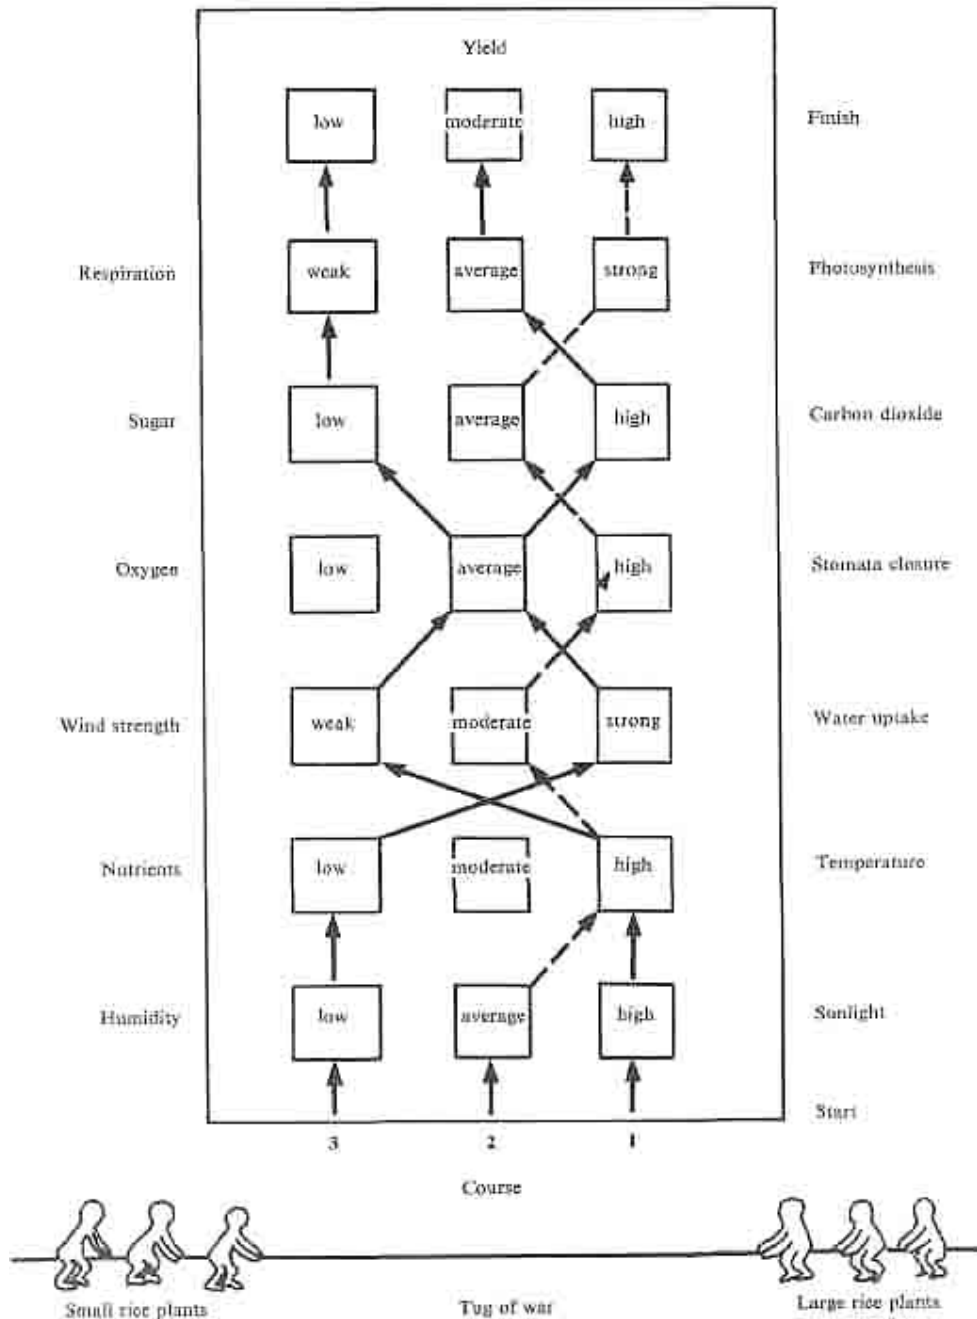 Yield
low moderate high Finish
Respiration weak average strong Photosynthesis
Sugar low average high Carbon dioxide
Oxygen low average high Stomata closure
Wind strength weak moderate strong Water uptake
Nutrients low moderate high Temperature
Humidity low average high Sunlight
Start
3 2 1
Course
Small rice plants Tug of war Large rice plants